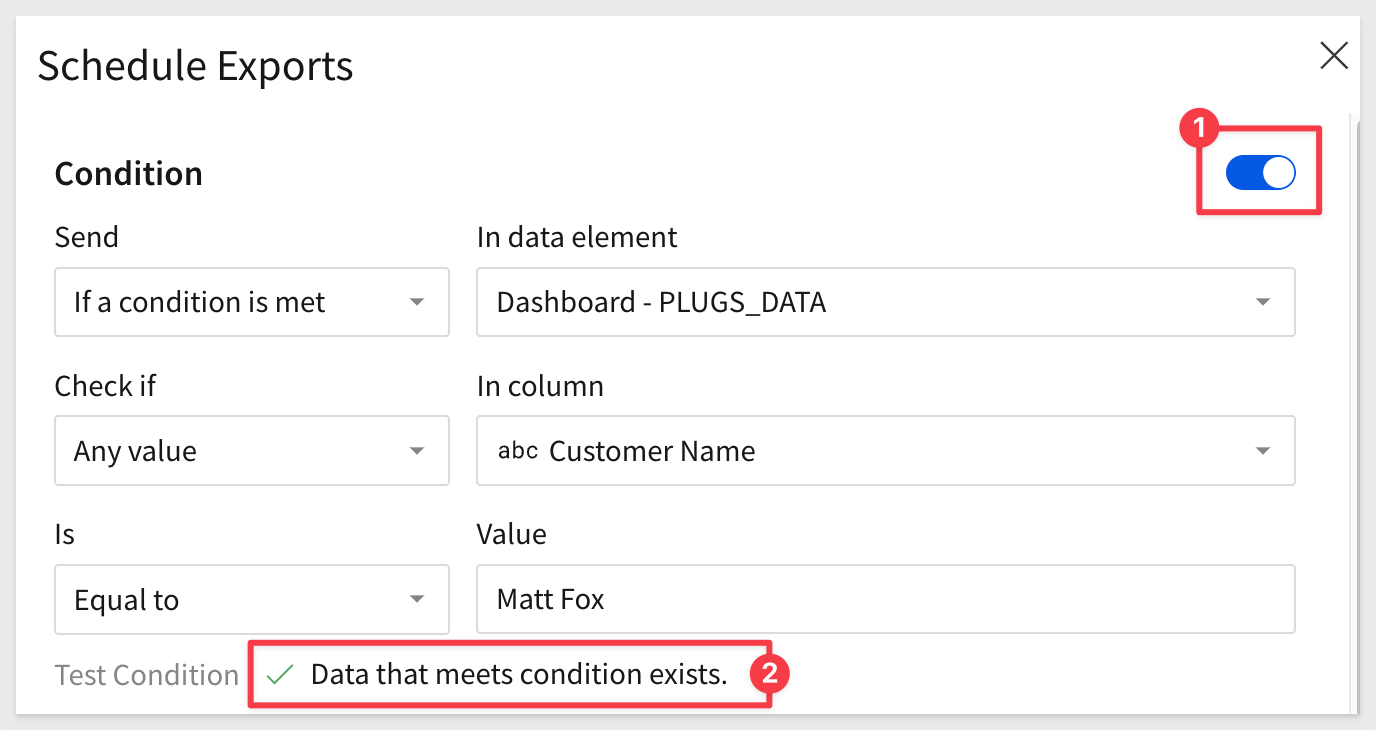 Schedule Exports
1
Condition
Send
In data element
If a condition is met
Dashboard - PLUGS_DATA
Check if
In column
Any value
abc Customer Name
Is
Value
Equal to
Matt Fox
Test Condition
Data that meets condition exists.
2